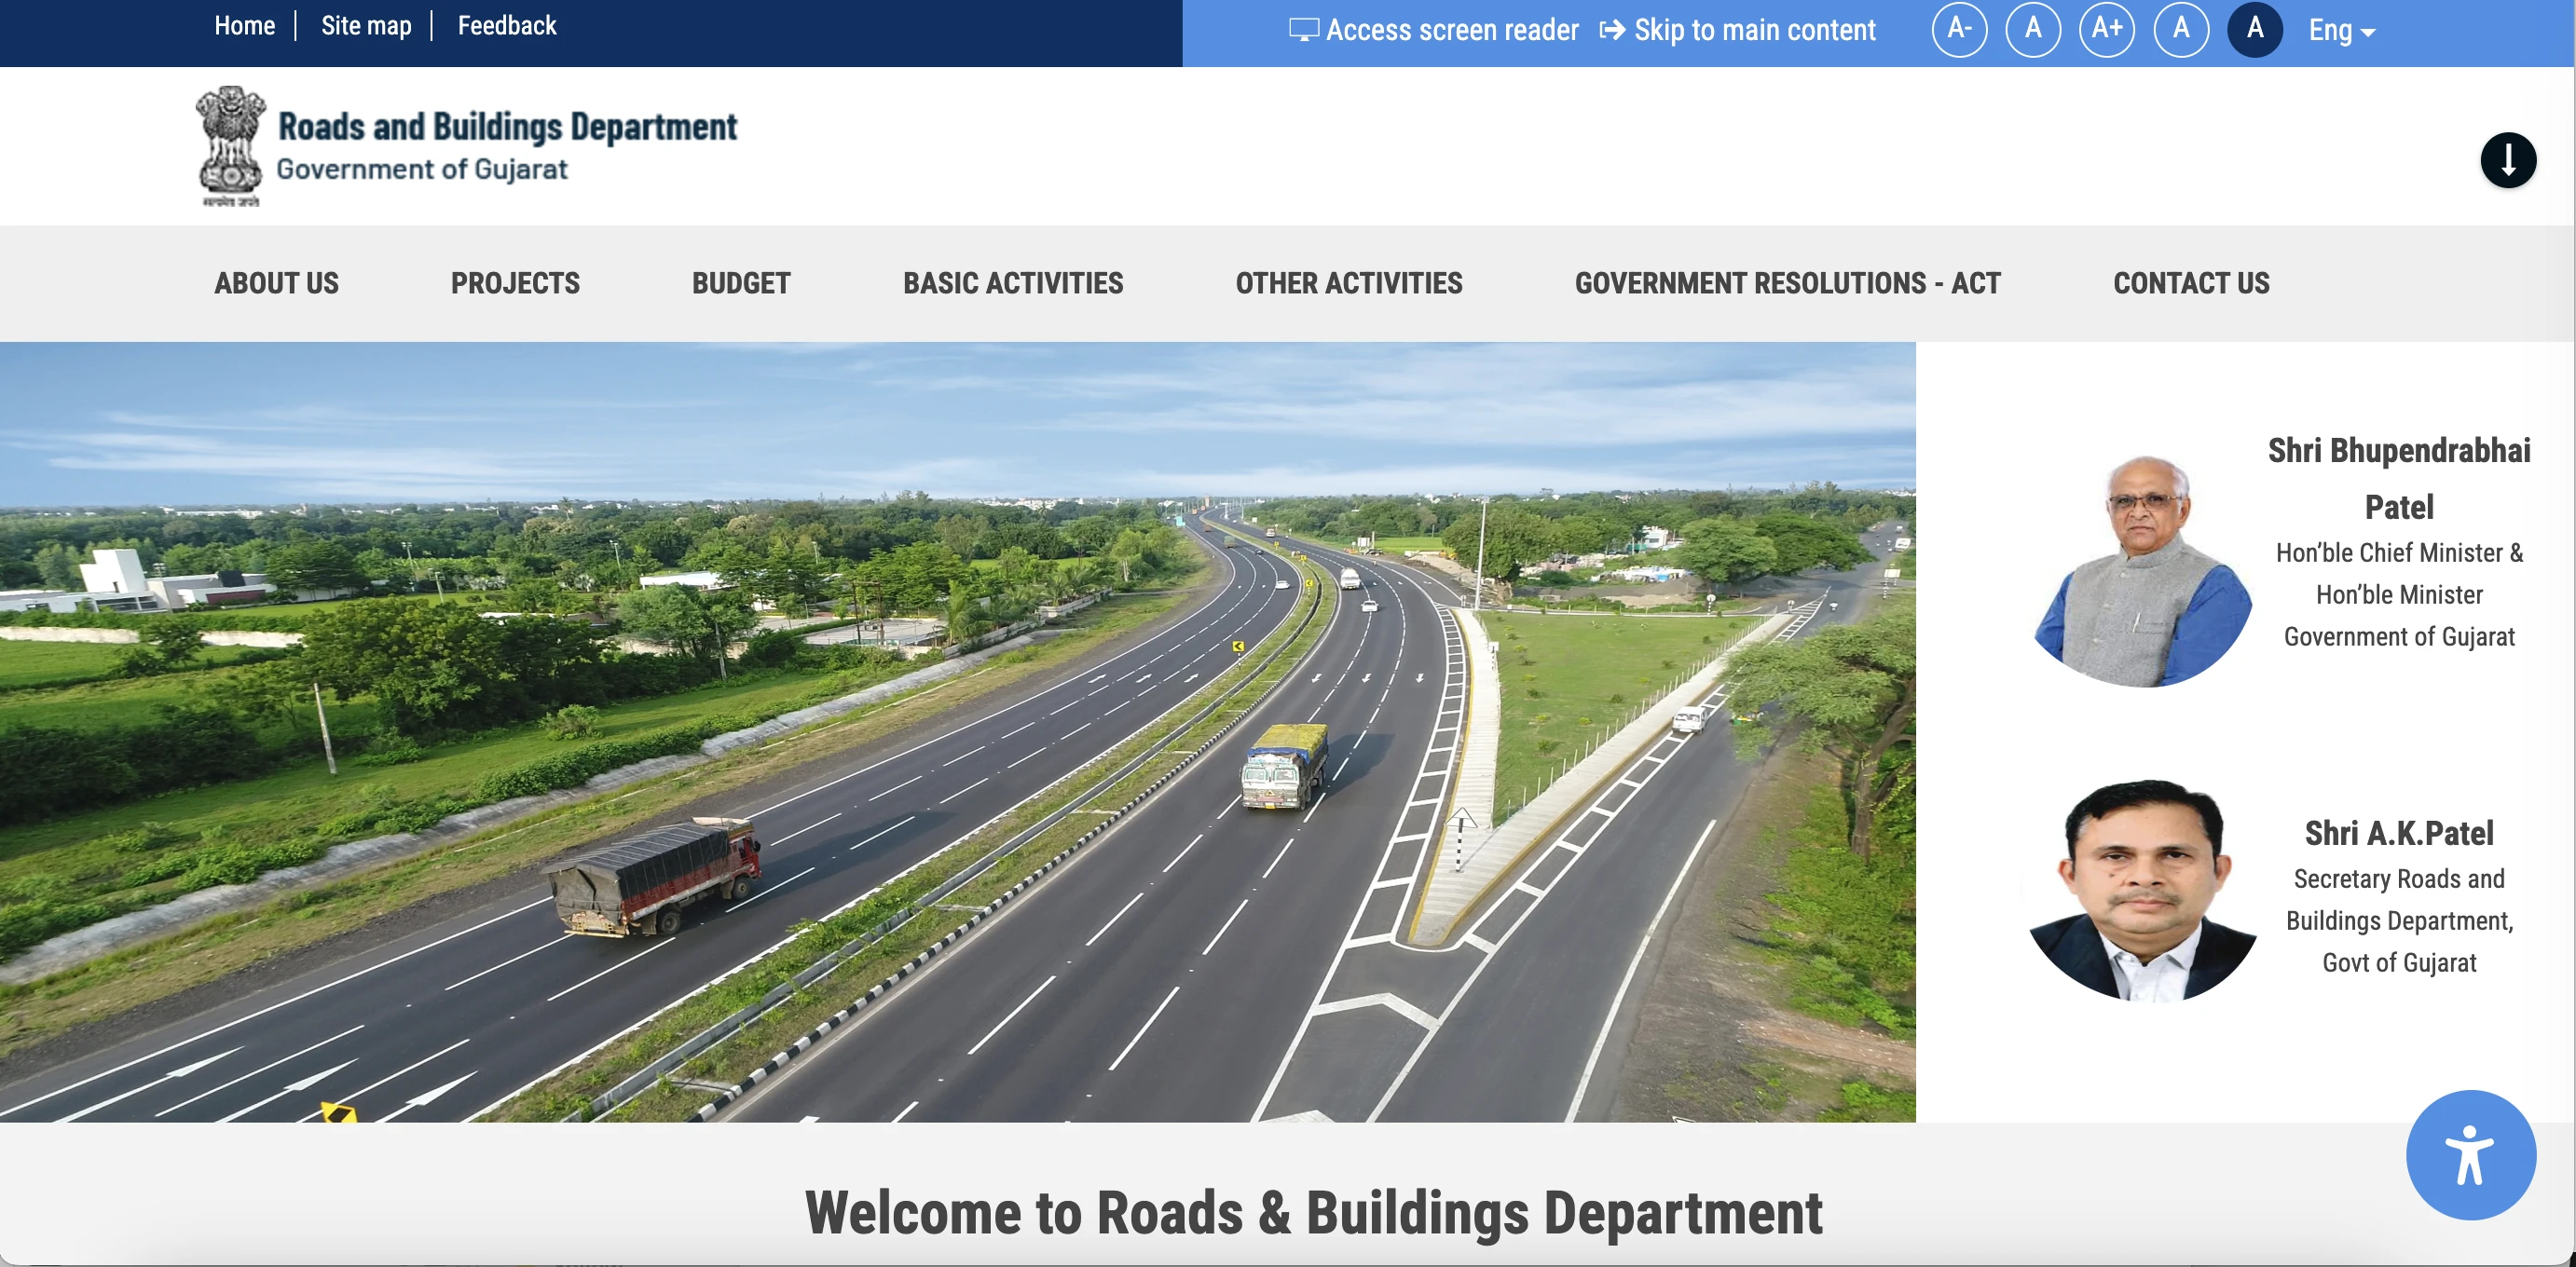 Home
Site map
Feedback
Access screen reader
Skip to main content
A-
A
A+
A
A
Eng
Roads and Buildings Department
Government of Gujarat
सत्यमेव जयते
ABOUT US
PROJECTS
BUDGET
BASIC ACTIVITIES
OTHER ACTIVITIES
GOVERNMENT RESOLUTIONS - ACT
CONTACT US
Shri Bhupendrabhai
Patel
Hon’ble Chief Minister &
Hon’ble Minister
Government of Gujarat
Shri A.K.Patel
Secretary Roads and
Buildings Department,
Govt of Gujarat
Welcome to Roads & Buildings Department